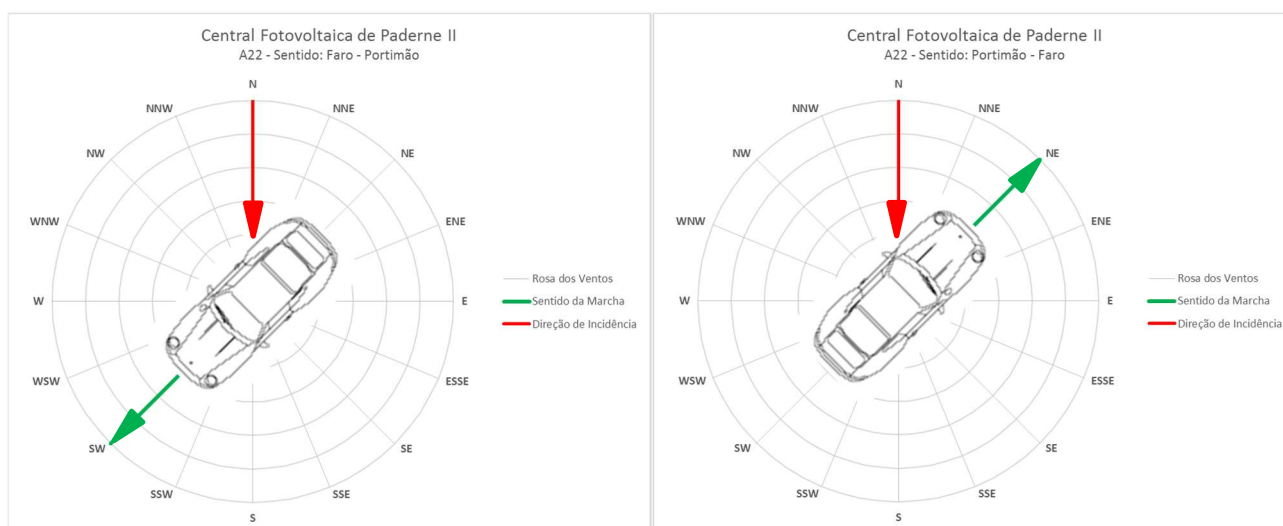 Central Fotovoltaica de Paderne II
A22 - Sentido: Faro - Portimão
N
NNW
NNE
NW
NE
WNW
ENE
W
E
WSW
ESSE
SW
SE
SSW
SSE
S
Rosa dos Ventos
Sentido da Marcha
Direção de Incidência
Central Fotovoltaica de Paderne II
A22 - Sentido: Portimão - Faro
N
NNW
NNE
NW
NE
WNW
ENE
W
E
WSW
ESSE
SW
SE
SSW
SSE
S
Rosa dos Ventos
Sentido da Marcha
Direção de Incidência